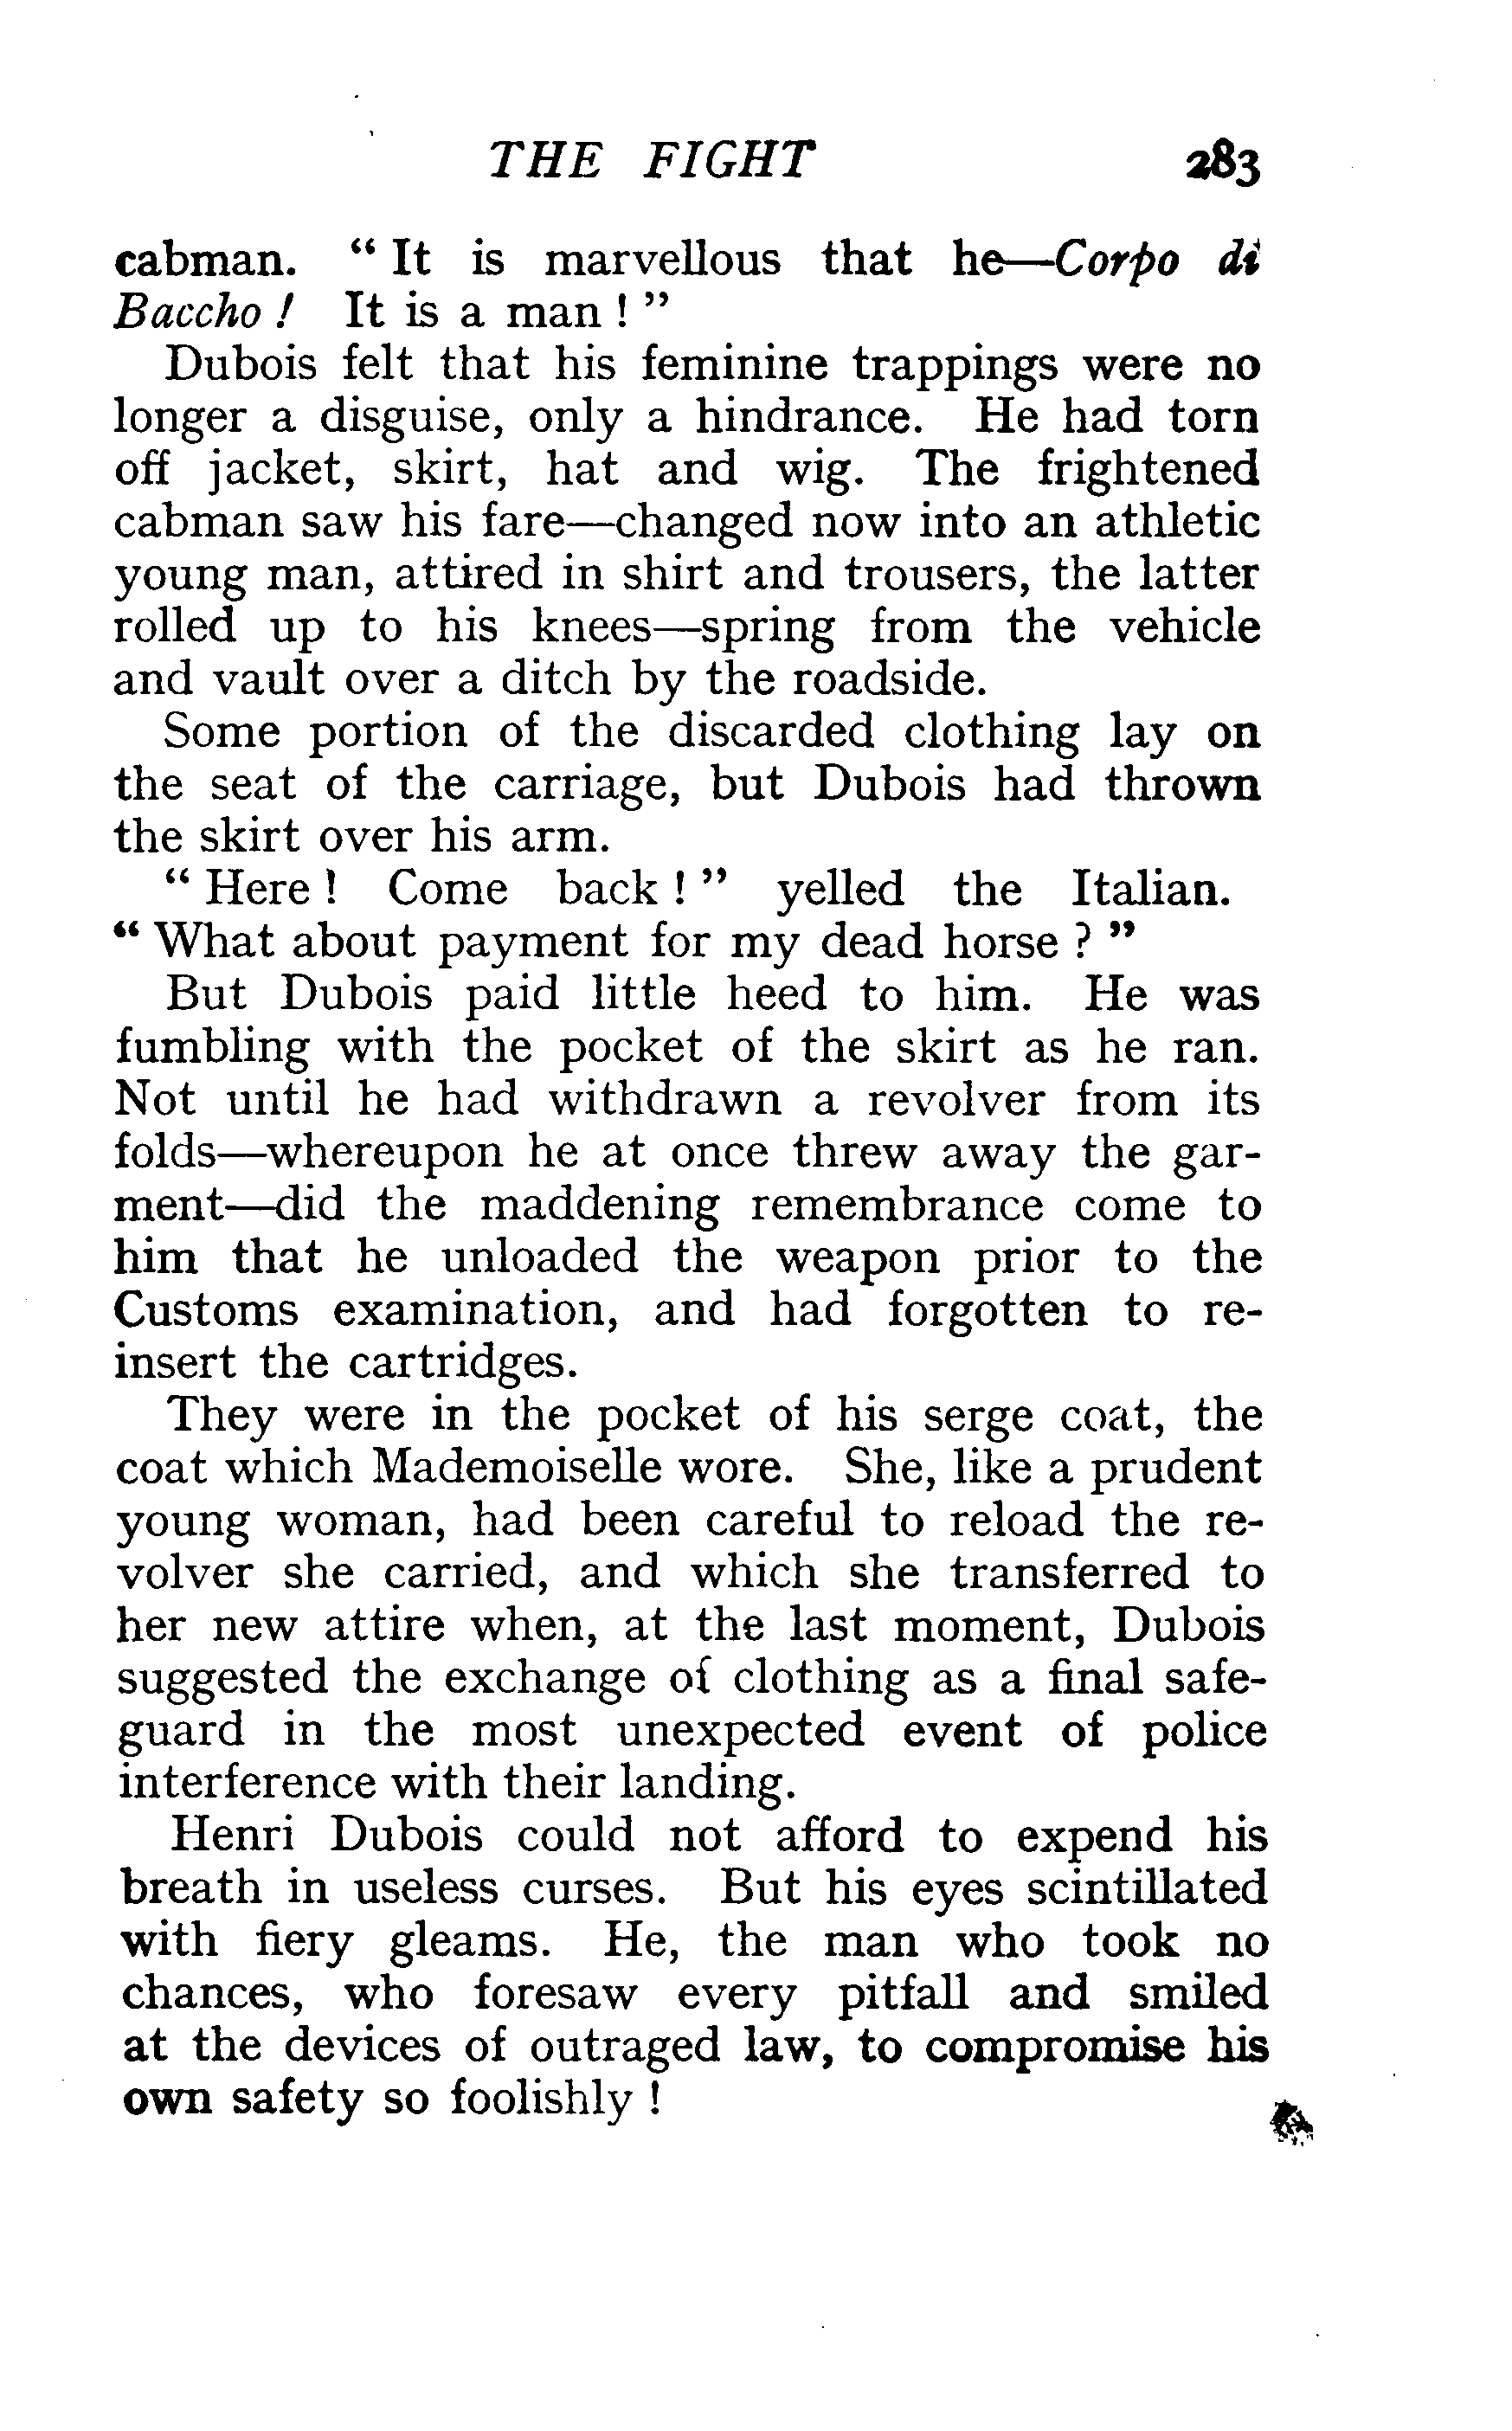 THE FIGHT 283
cabman. “ It is marvellous that he—Corpo di
Baccho ! It is a man ! ”
Dubois felt that his feminine trappings were no
longer a disguise, only a hindrance. He had torn
off jacket, skirt, hat and wig. The frightened
cabman saw his fare—changed now into an athletic
young man, attired in shirt and trousers, the latter
rolled up to his knees—spring from the vehicle
and vault over a ditch by the roadside.
Some portion of the discarded clothing lay on
the seat of the carriage, but Dubois had thrown
the skirt over his arm.
“ Here ! Come back ! ” yelled the Italian.
“ What about payment for my dead horse ? ”
But Dubois paid little heed to him. He was
fumbling with the pocket of the skirt as he ran.
Not until he had withdrawn a revolver from its
folds—whereupon he at once threw away the gar-
ment—did the maddening remembrance come to
him that he unloaded the weapon prior to the
Customs examination, and had forgotten to re-
insert the cartridges.
They were in the pocket of his serge coat, the
coat which Mademoiselle wore. She, like a prudent
young woman, had been careful to reload the re-
volver she carried, and which she transferred to
her new attire when, at the last moment, Dubois
suggested the exchange of clothing as a final safe-
guard in the most unexpected event of police
interference with their landing.
Henri Dubois could not afford to expend his
breath in useless curses. But his eyes scintillated
with fiery gleams. He, the man who took no
chances, who foresaw every pitfall and smiled
at the devices of outraged law, to compromise his
own safety so foolishly !